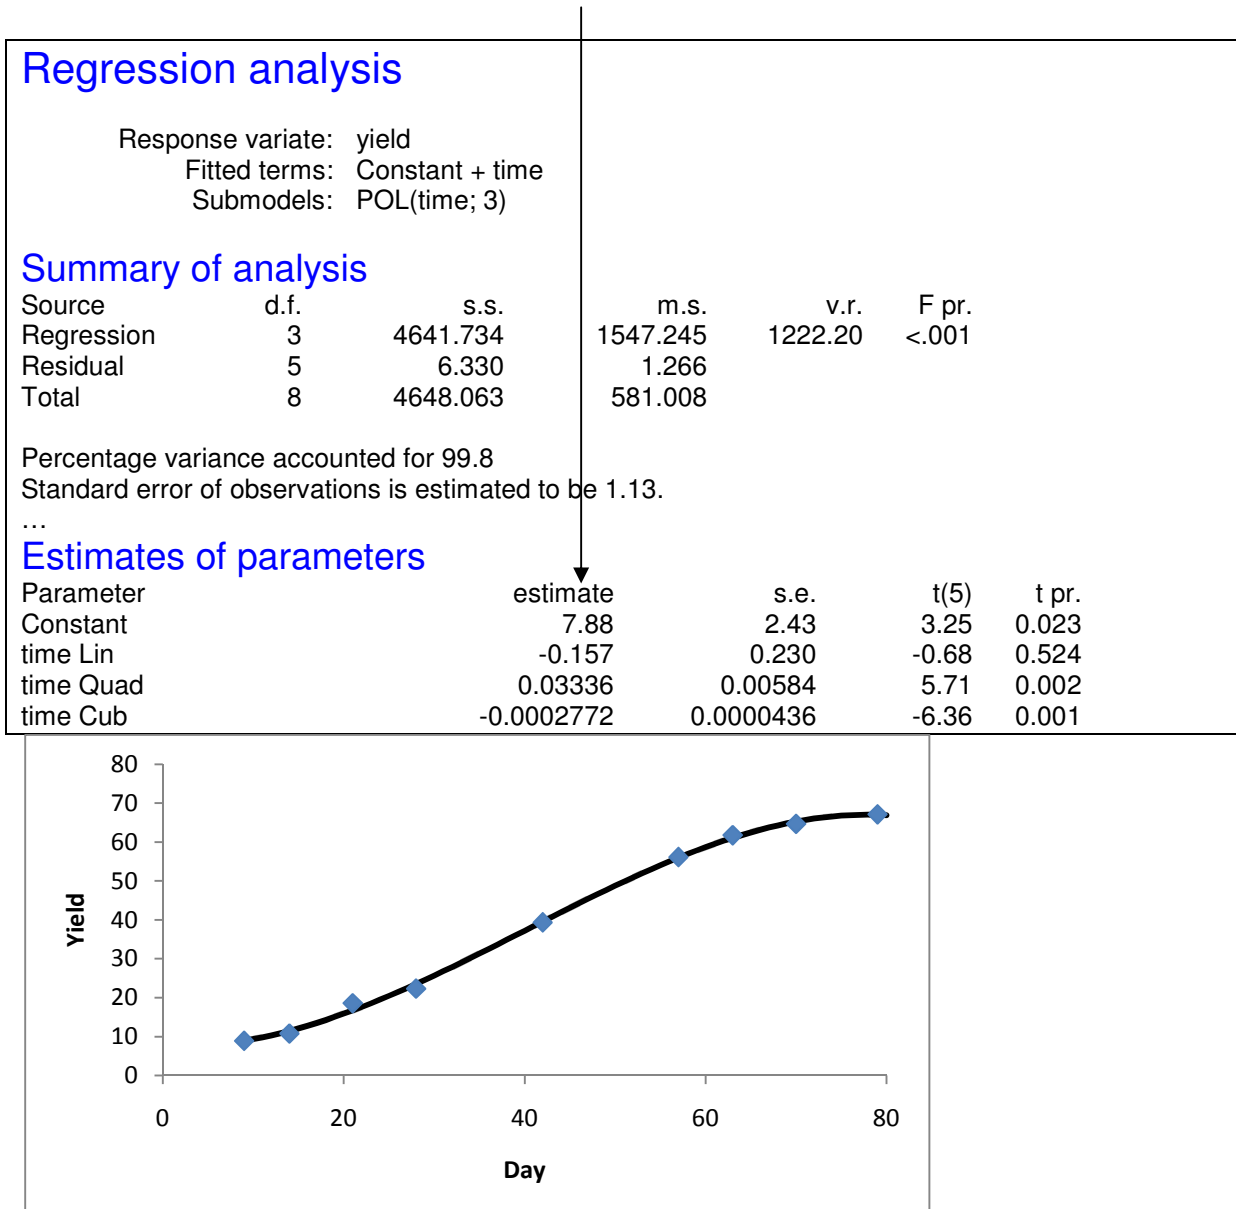 Regression analysis
Response variate: yield
Fitted terms: Constant + time
Submodels: POL(time; 3)
Summary of analysis
Source d.f. s.s. m.s. v.r. F pr.
Regression 3 4641.734 1547.245 1222.20 <.001
Residual 5 6.330 1.266
Total 8 4648.063 581.008
Percentage variance accounted for 99.8
Standard error of observations is estimated to be 1.13.
…
Estimates of parameters
Parameter estimate s.e. t(5) t pr.
Constant 7.88 2.43 3.25 0.023
time Lin -0.157 0.230 -0.68 0.524
time Quad 0.03336 0.00584 5.71 0.002
time Cub -0.0002772 0.0000436 -6.36 0.001
80
70
60
50
40
30
20
10
0
Yield
0 20 40 60 80
Day